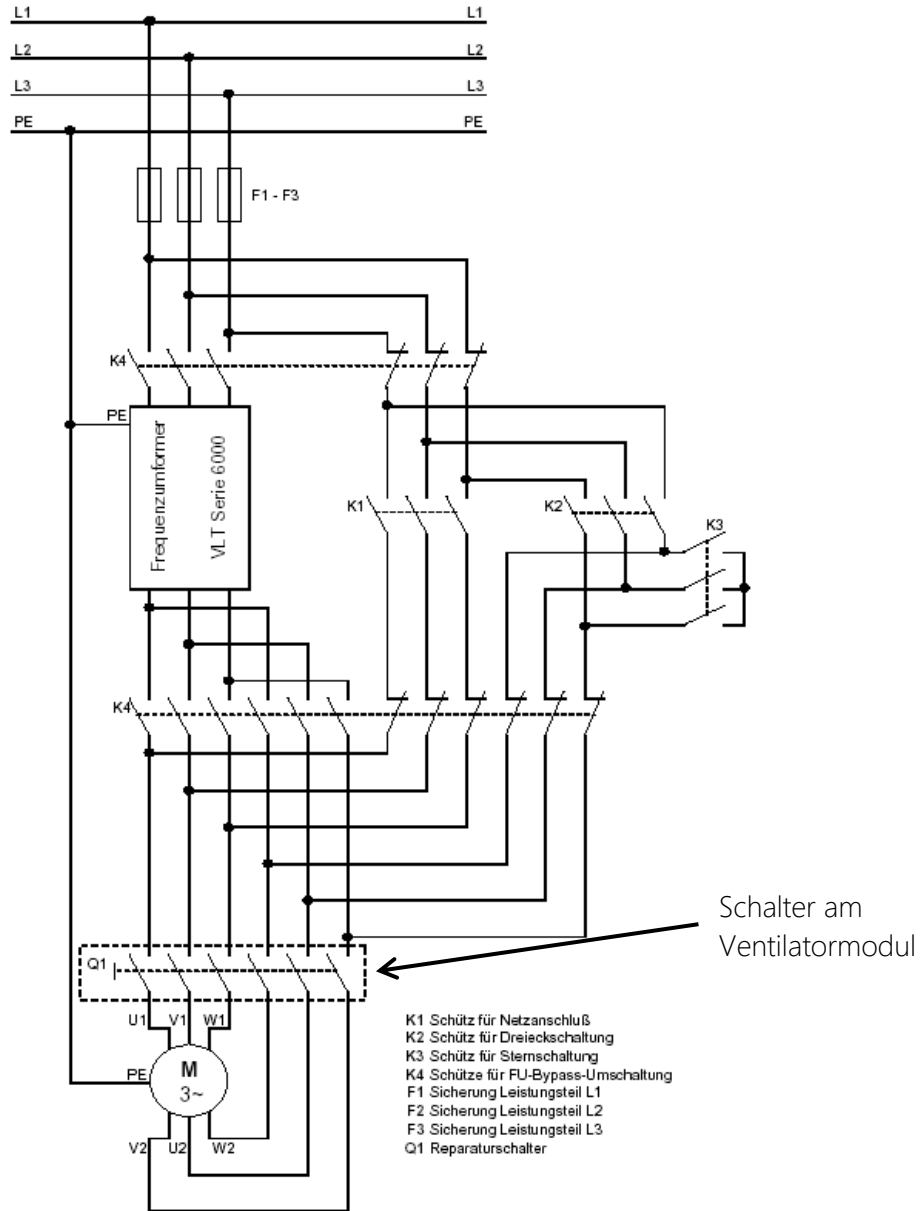 L1 L1
L2 L2
L3 L3
PE PE
F1 - F3
K4
PE
Frequenzumformer
VLT Serie 6000
K1
K2
K3
K4
Schalter am
Ventilatormodul
Q1
U1 V1 W1
M
3~
PE
V2 U2 W2
K1 Schütz für Netzanschluß
K2 Schütz für Dreieckschaltung
K3 Schütz für Sternschaltung
K4 Schütze für FU-Bypass-Umschaltung
F1 Sicherung Leistungsteil L1
F2 Sicherung Leistungsteil L2
F3 Sicherung Leistungsteil L3
Q1 Reparaturschalter